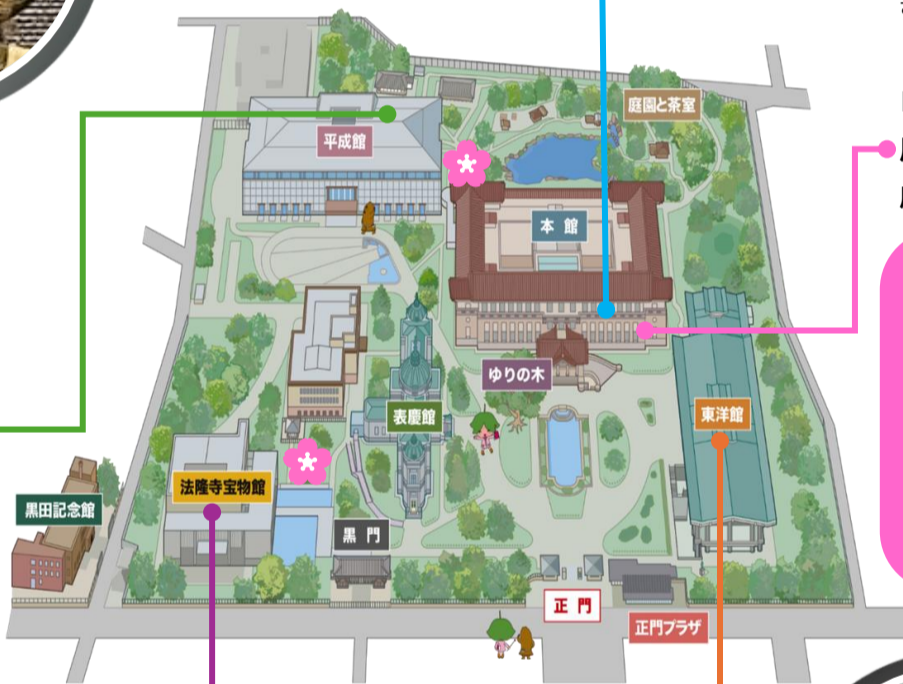 庭園と茶室
平成館
本館
ゆりの木
表慶館
東洋館
法隆寺宝物館
黒田記念館
黒門
正門
正門プラザ